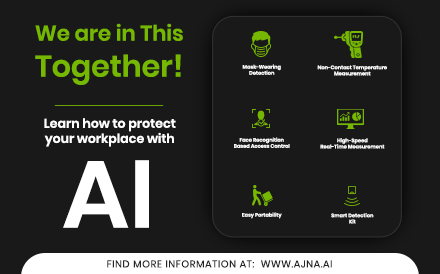 We are in This
Together!
Learn how to protect
your workplace with
AI
Mask-Wearing
Detection
Non-Contact Temperature
Measurement
Face Recognition
Based Access Control
High-Speed
Real-Time Measurement
Easy Portability
Smart Detection
Kit
FIND MORE INFORMATION AT: WWW.AJNA.AI